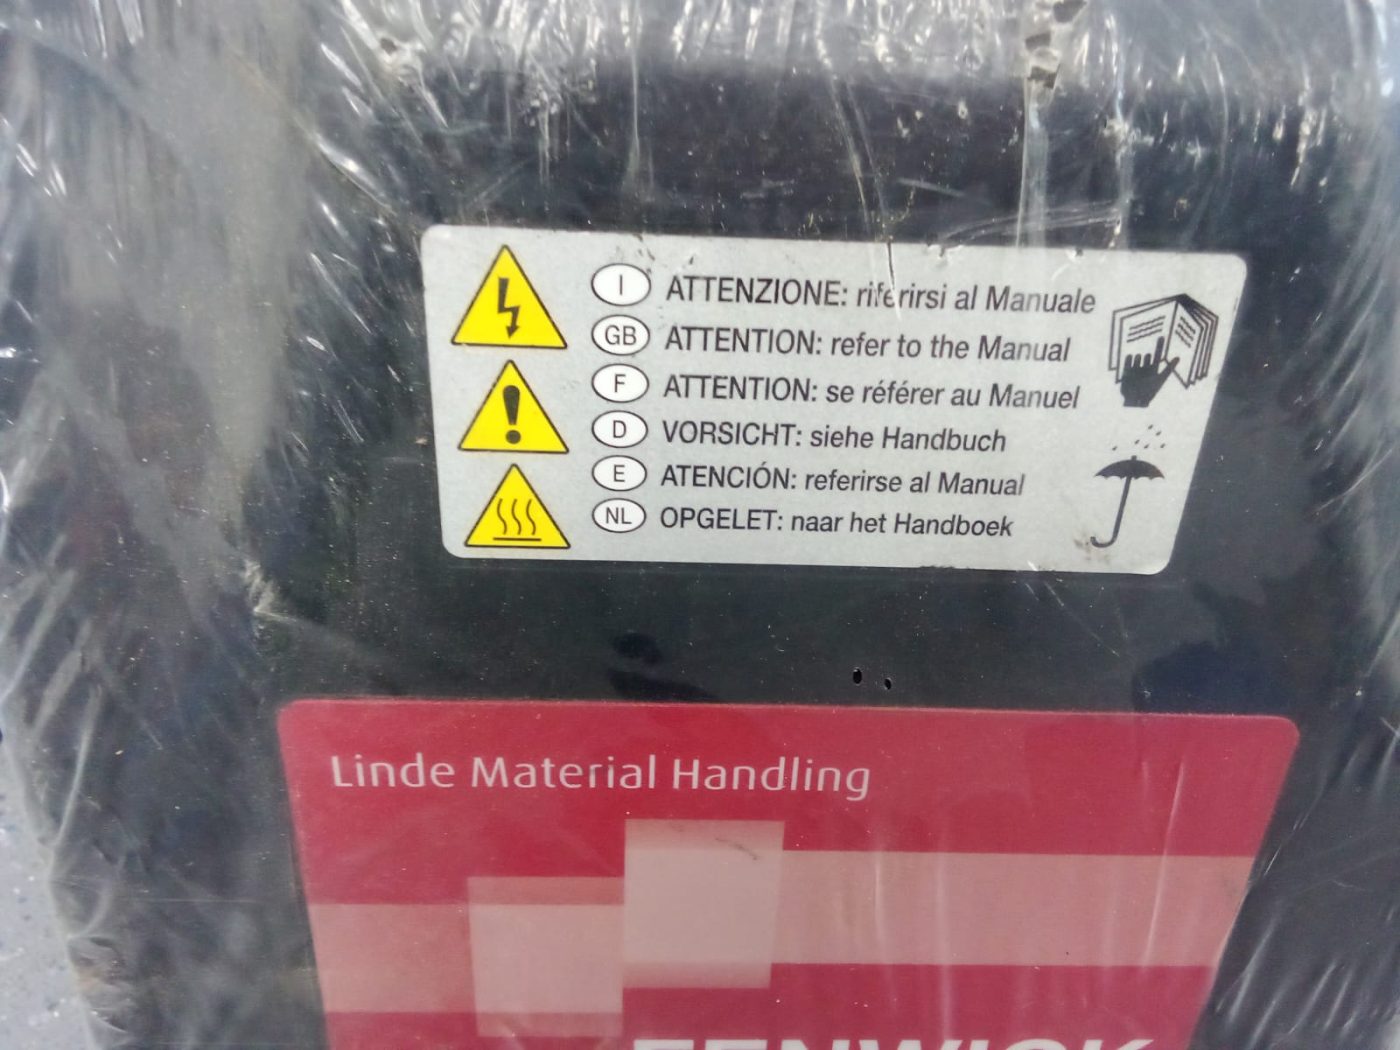 I ATTENZIONE: riferirsi al Manuale
GB ATTENTION: refer to the Manual
F ATTENTION: se référer au Manuel
D VORSICHT: siehe Handbuch
E ATENCIÓN: referirse al Manual
NL OPGELET: naar het Handboek
Linde Material Handling
FENWICK